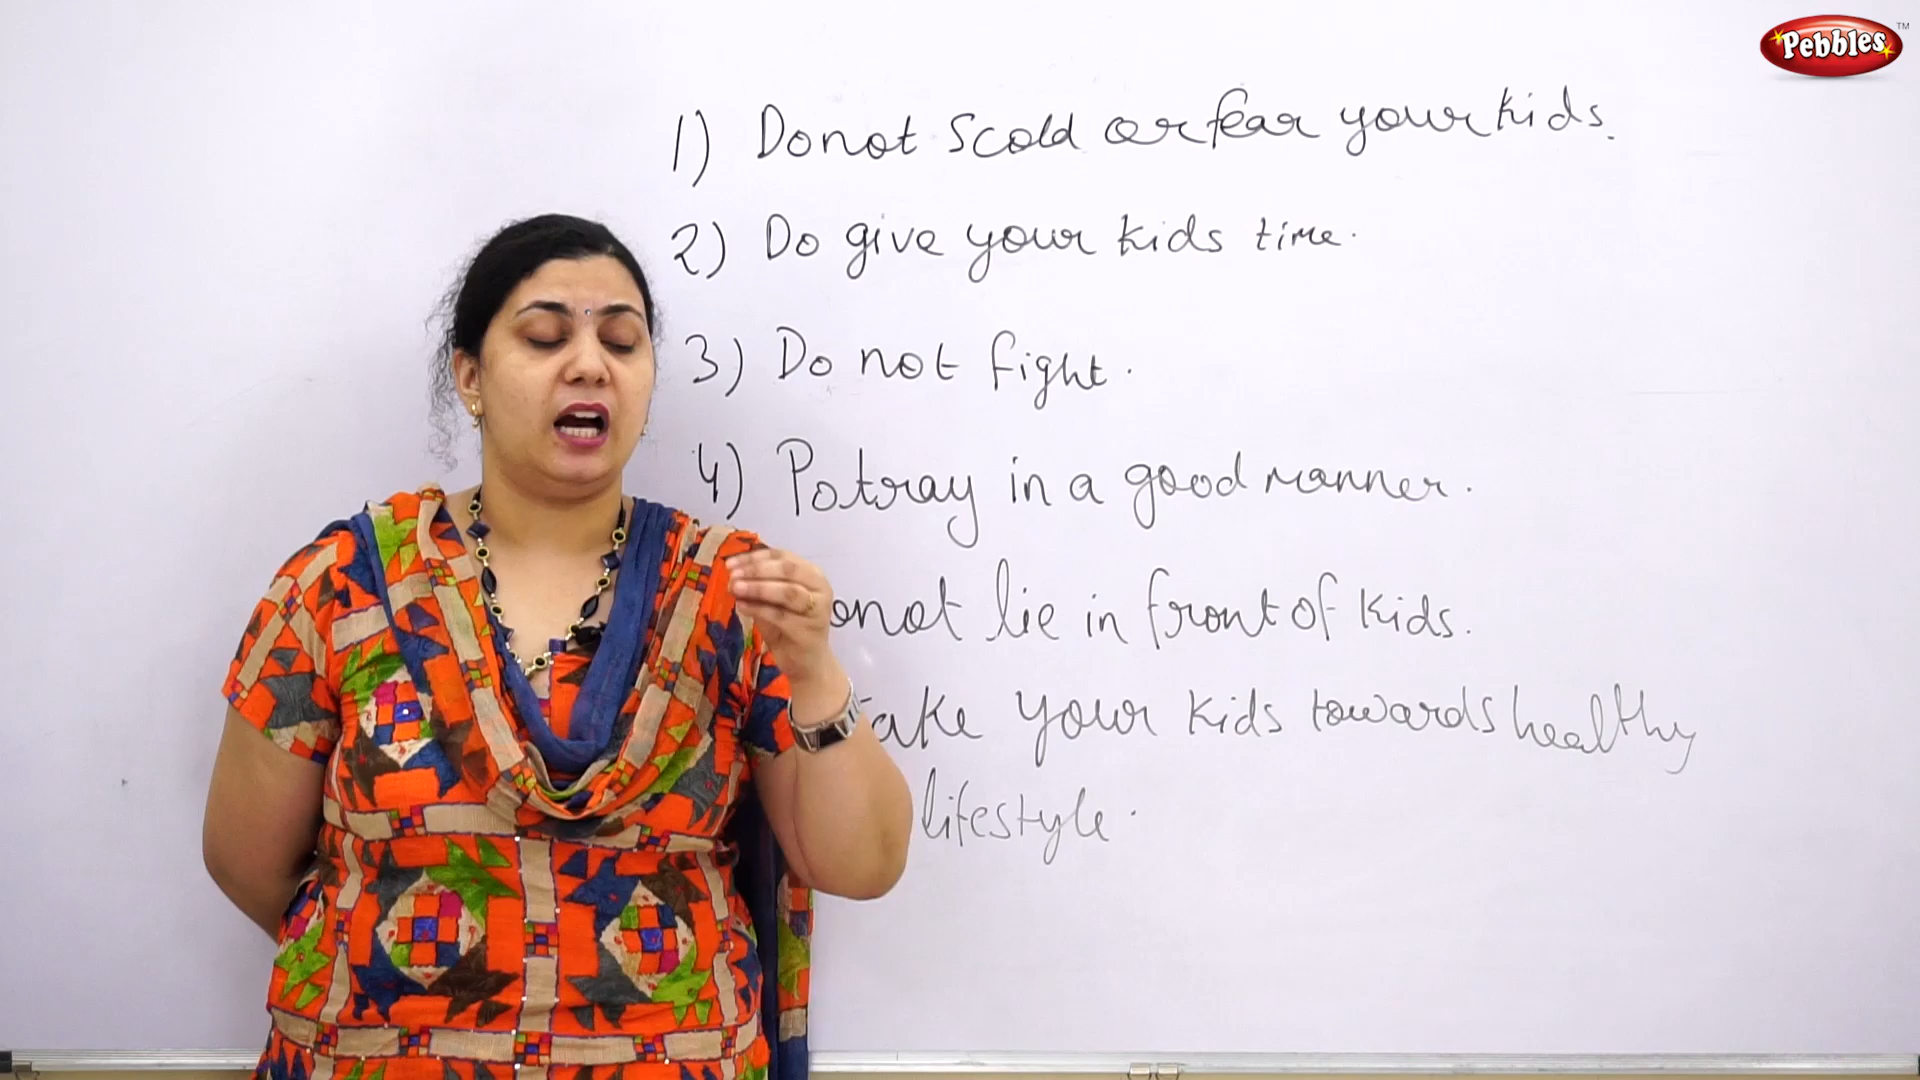 Pebbles TM
1) Donot Scold or fear your kids.
2) Do give your kids time.
3) Do not fight.
4) Potray in a good manner.
onot lie in front of kids.
ake your kids towards healthy
lifestyle.